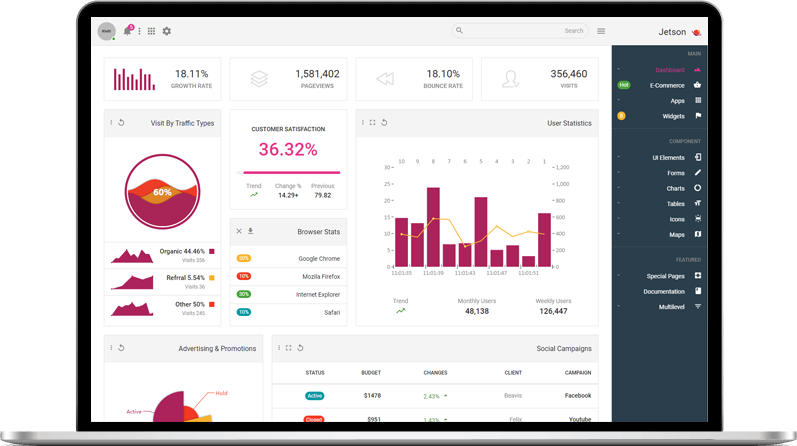 5
Search
Jetson
18.11%
GROWTH RATE
1,581,402
PAGEVIEWS
18.10%
BOUNCE RATE
356,460
VISITS
Visit By Traffic Types
60%
Organic 44.46%
Visits 356
Refrral 5.54%
Visits 36
Other 50%
Visits 245
CUSTOMER SATISFACTION
36.32%
Trend
Change %
14.29+
Previous
79.82
Browser Stats
Google Chrome
10%
Mozila Firefox
30%
Internet Explorer
10%
Safari
User Statistics
10 9 8 7 6 5 4 3 2 1
30
25
20
15
10
5
0
1,200
1,000
800
600
400
200
0
11:01:35 11:01:39 11:01:43 11:01:47 11:01:51
Trend
Monthly Users
48,138
Weekly Users
126,447
Advertising & Promotions
Active
Hold
Social Campaigns
STATUS BUDGET CHANGES CLIENT CAMPAIGN
Active $1478 2.43% Beavis Facebook
Closed $951 1.43% Felix Youtube
MAIN
Dashboard
Hot E-Commerce
Apps
8 Widgets
COMPONENT
UI Elements
Forms
Charts
Tables
Icons
Maps
FEATURED
Special Pages
Documentation
Multilevel